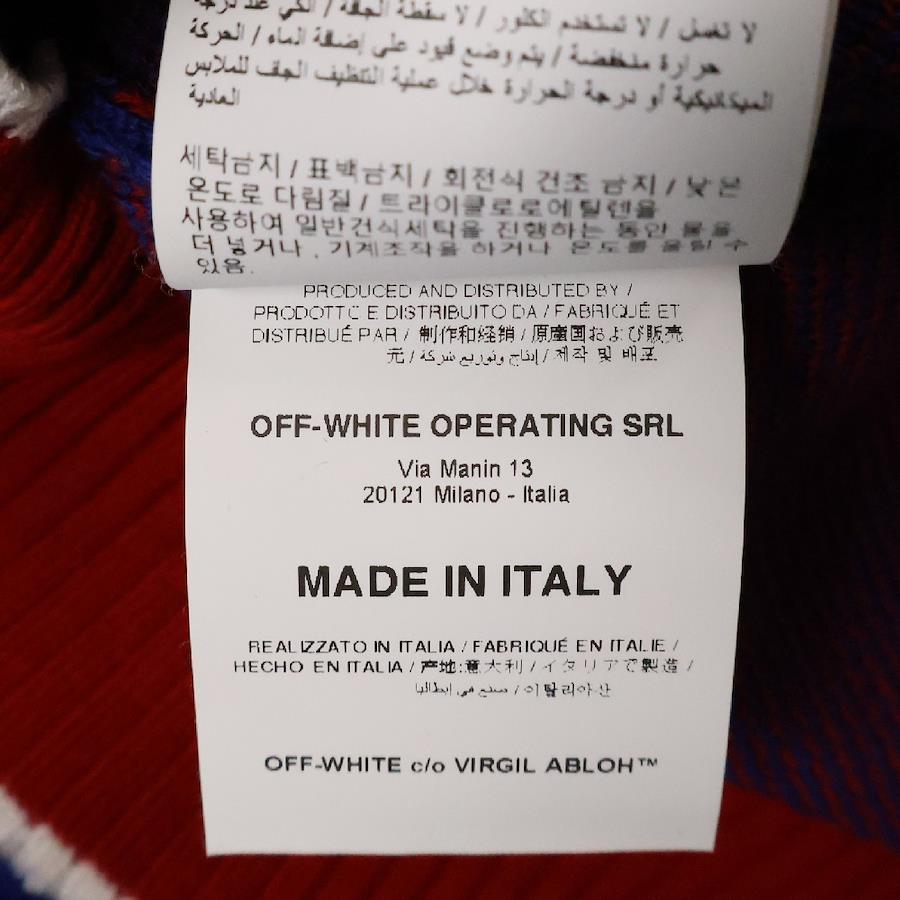 لا تغسل / لا تستخدم الكلور / لا سقطة الجافة / الكي عند درجة
حرارة منخفضة / يتم وضع قيود على إضافة الماء / الحركة
الميكانيكية أو درجة الحرارة خلال عملية التنظيف الجاف للملابس
العادية
세탁금지 / 표백금지 / 회전식 건조 금지 / 낮은
온도로 다림질 / 트라이클로로에틸렌을
사용하여 일반건식세탁을 진행하는 동안 물을
더 넣거나 , 기계조작을 하거나 온도를 올릴 수
있음.
PRODUCED AND DISTRIBUTED BY /
PRODOTTO E DISTRIBUITO DA / FABRIQUÉ ET
DISTRIBUÉ PAR / 制作和经销 / 原産国および販売
元 / إنتاج وتوزيع شركة / 제작 및 배포
OFF-WHITE OPERATING SRL
Via Manin 13
20121 Milano - Italia
MADE IN ITALY
REALIZZATO IN ITALIA / FABRIQUÉ EN ITALIE /
HECHO EN ITALIA / 产地:意大利 / イタリアで製造 /
صنع في إيطاليا / 이탈리아산
OFF-WHITE c/o VIRGIL ABLOH™